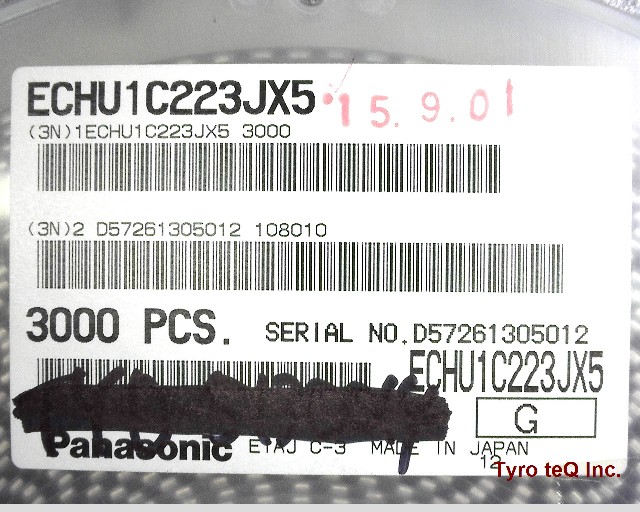 ECHU1C223JX5 '15.9.01
(3N)1ECHU1C223JX5 3000
(3N)2 D57261305012 108010
3000 PCS. SERIAL NO.D57261305012
ECHU1C223JX5
G
Panasonic ETAJ C-3 MADE IN JAPAN
Tyro teQ Inc.